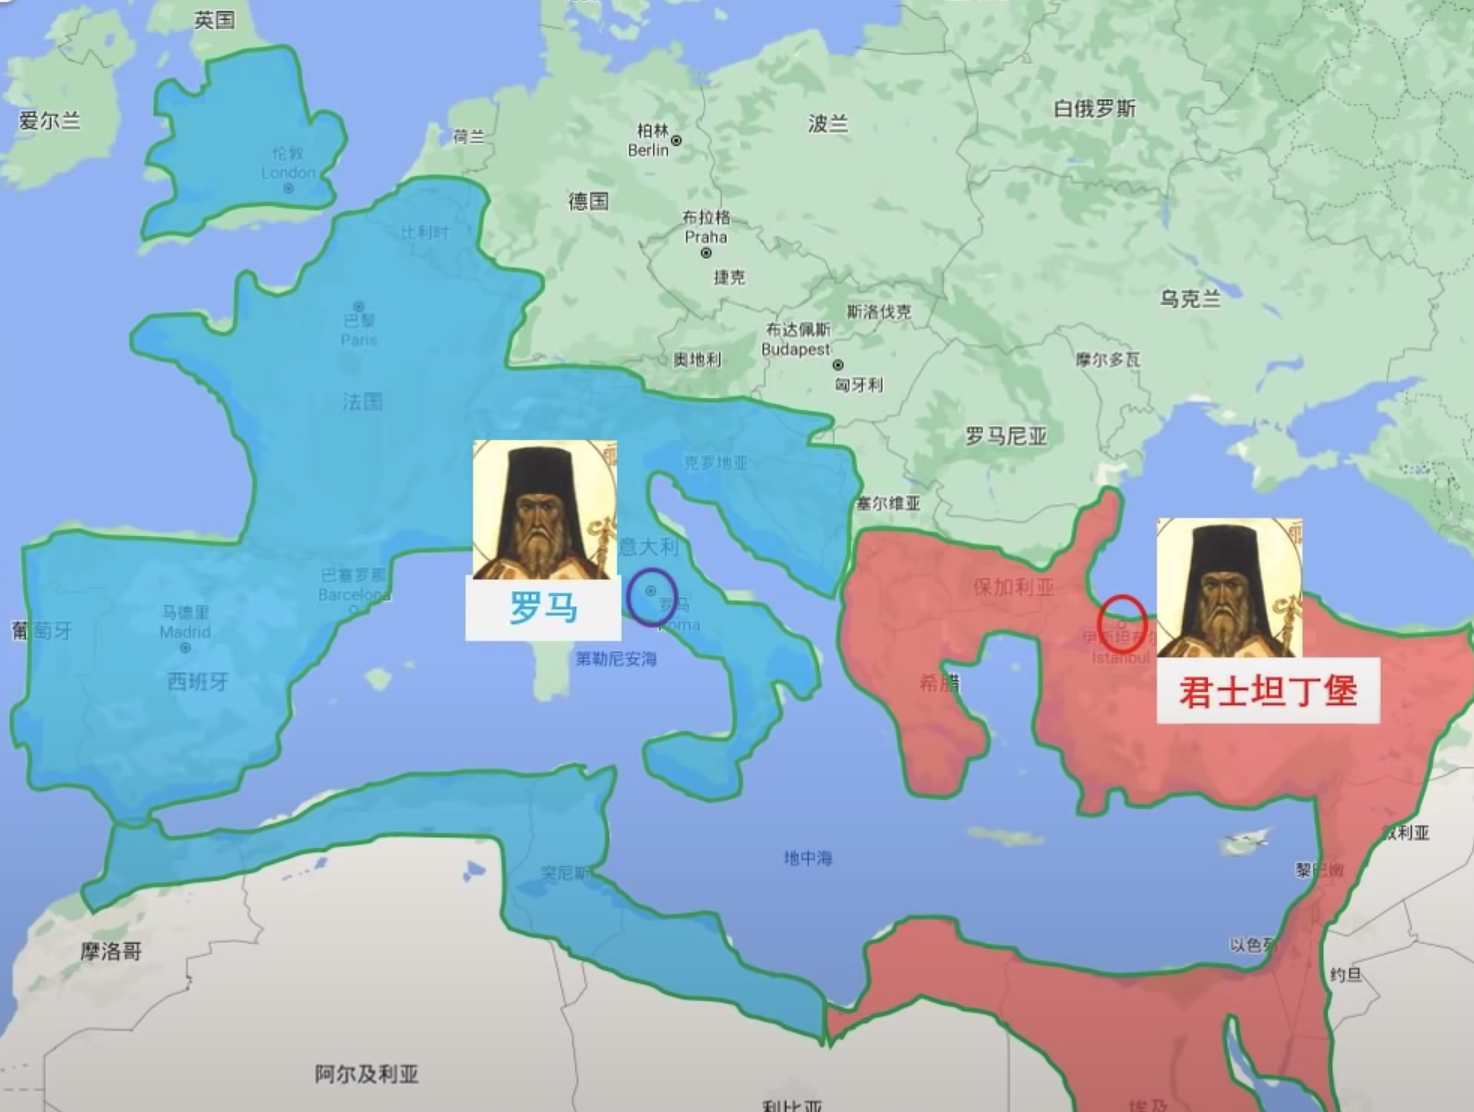 英国
爱尔兰
伦敦
London
荷兰
柏林
Berlin
波兰
白俄罗斯
德国
比利时
布拉格
Praha
捷克
乌克兰
斯洛伐克
巴黎
Paris
布达佩斯
Budapest
奥地利
摩尔多瓦
匈牙利
法国
罗马尼亚
克罗地亚
塞尔维亚
意大利
巴塞罗那
Barcelona
保加利亚
罗马
罗马
Roma
马德里
Madrid
葡萄牙
伊斯坦布尔
Istanbul
第勒尼安海
西班牙
希腊
君士坦丁堡
叙利亚
地中海
突尼斯
黎巴嫩
摩洛哥
以色列
约旦
阿尔及利亚
利比亚
埃及